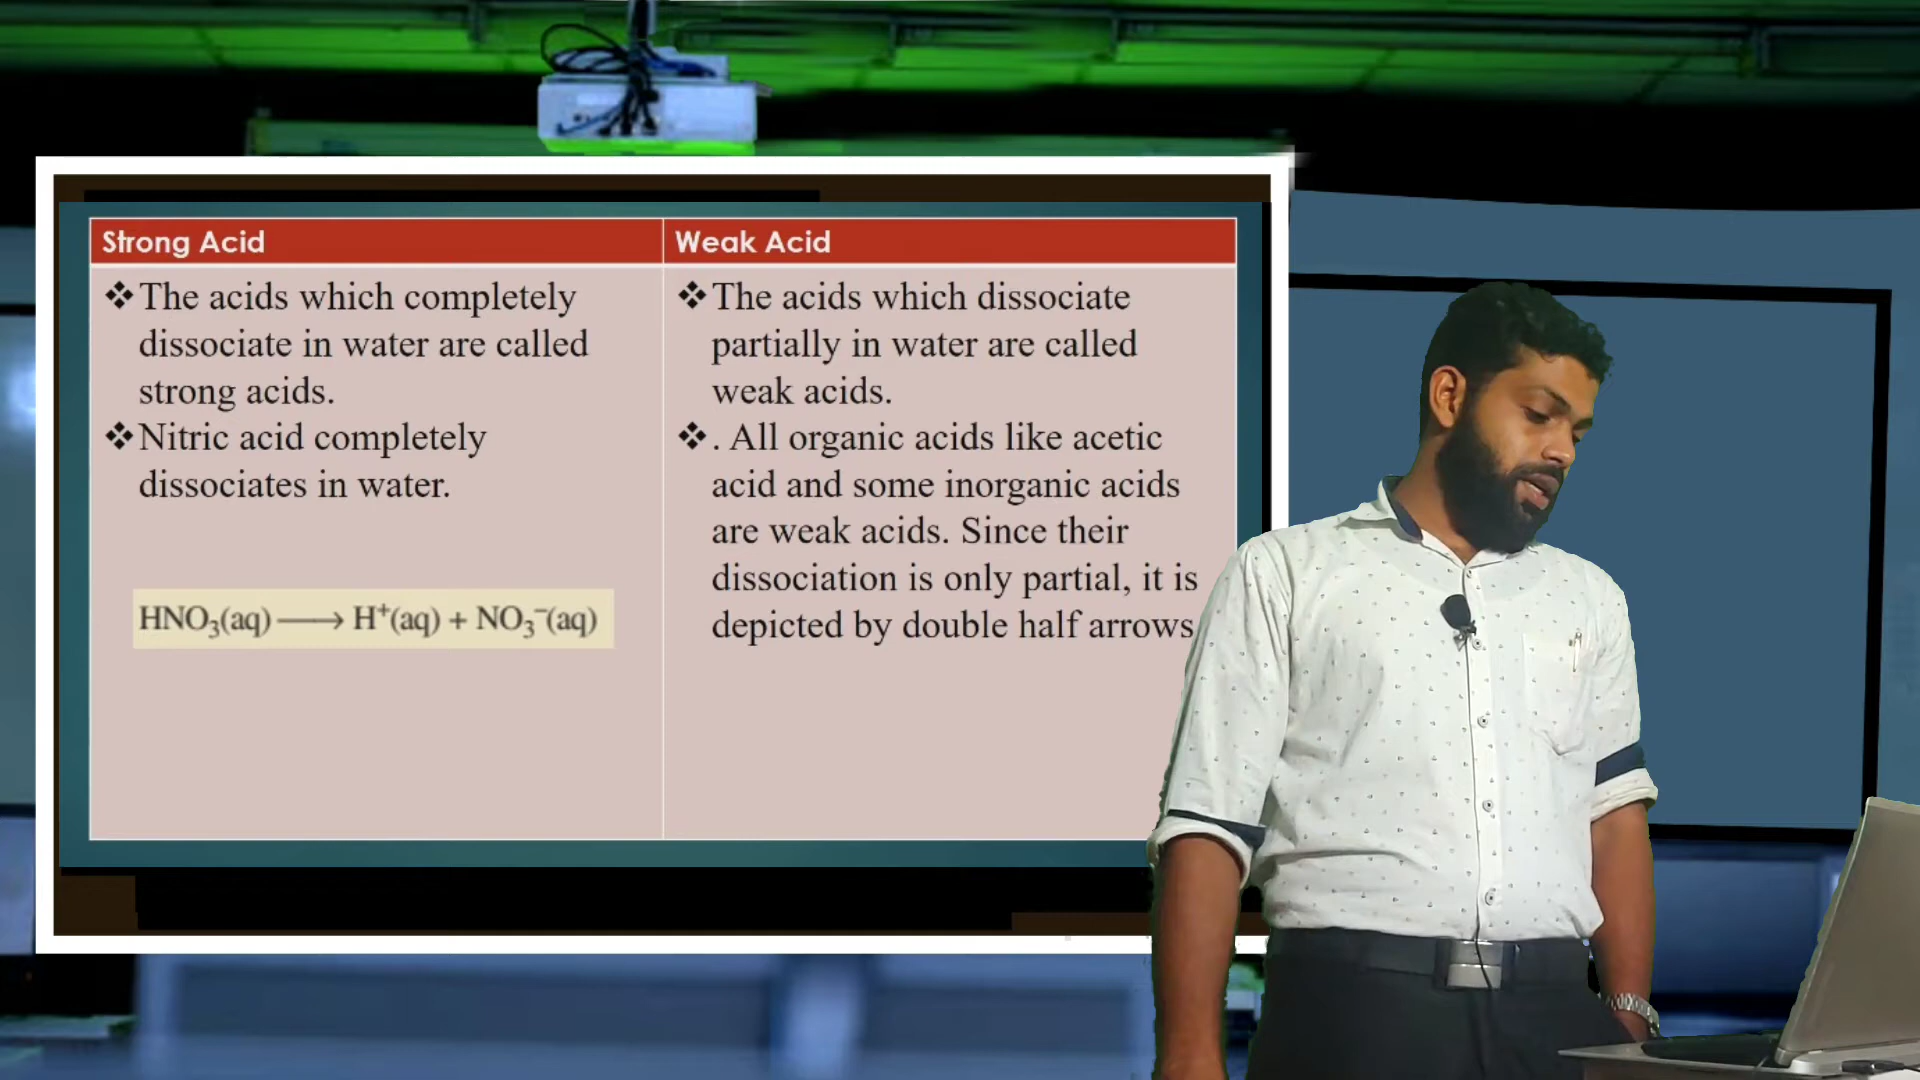 Strong Acid
❖The acids which completely
dissociate in water are called
strong acids.
❖Nitric acid completely
dissociates in water.
HNO₃(aq) ⟶ H⁺(aq) + NO₃⁻(aq)
Weak Acid
❖The acids which dissociate
partially in water are called
weak acids.
❖. All organic acids like acetic
acid and some inorganic acids
are weak acids. Since their
dissociation is only partial, it is
depicted by double half arrows